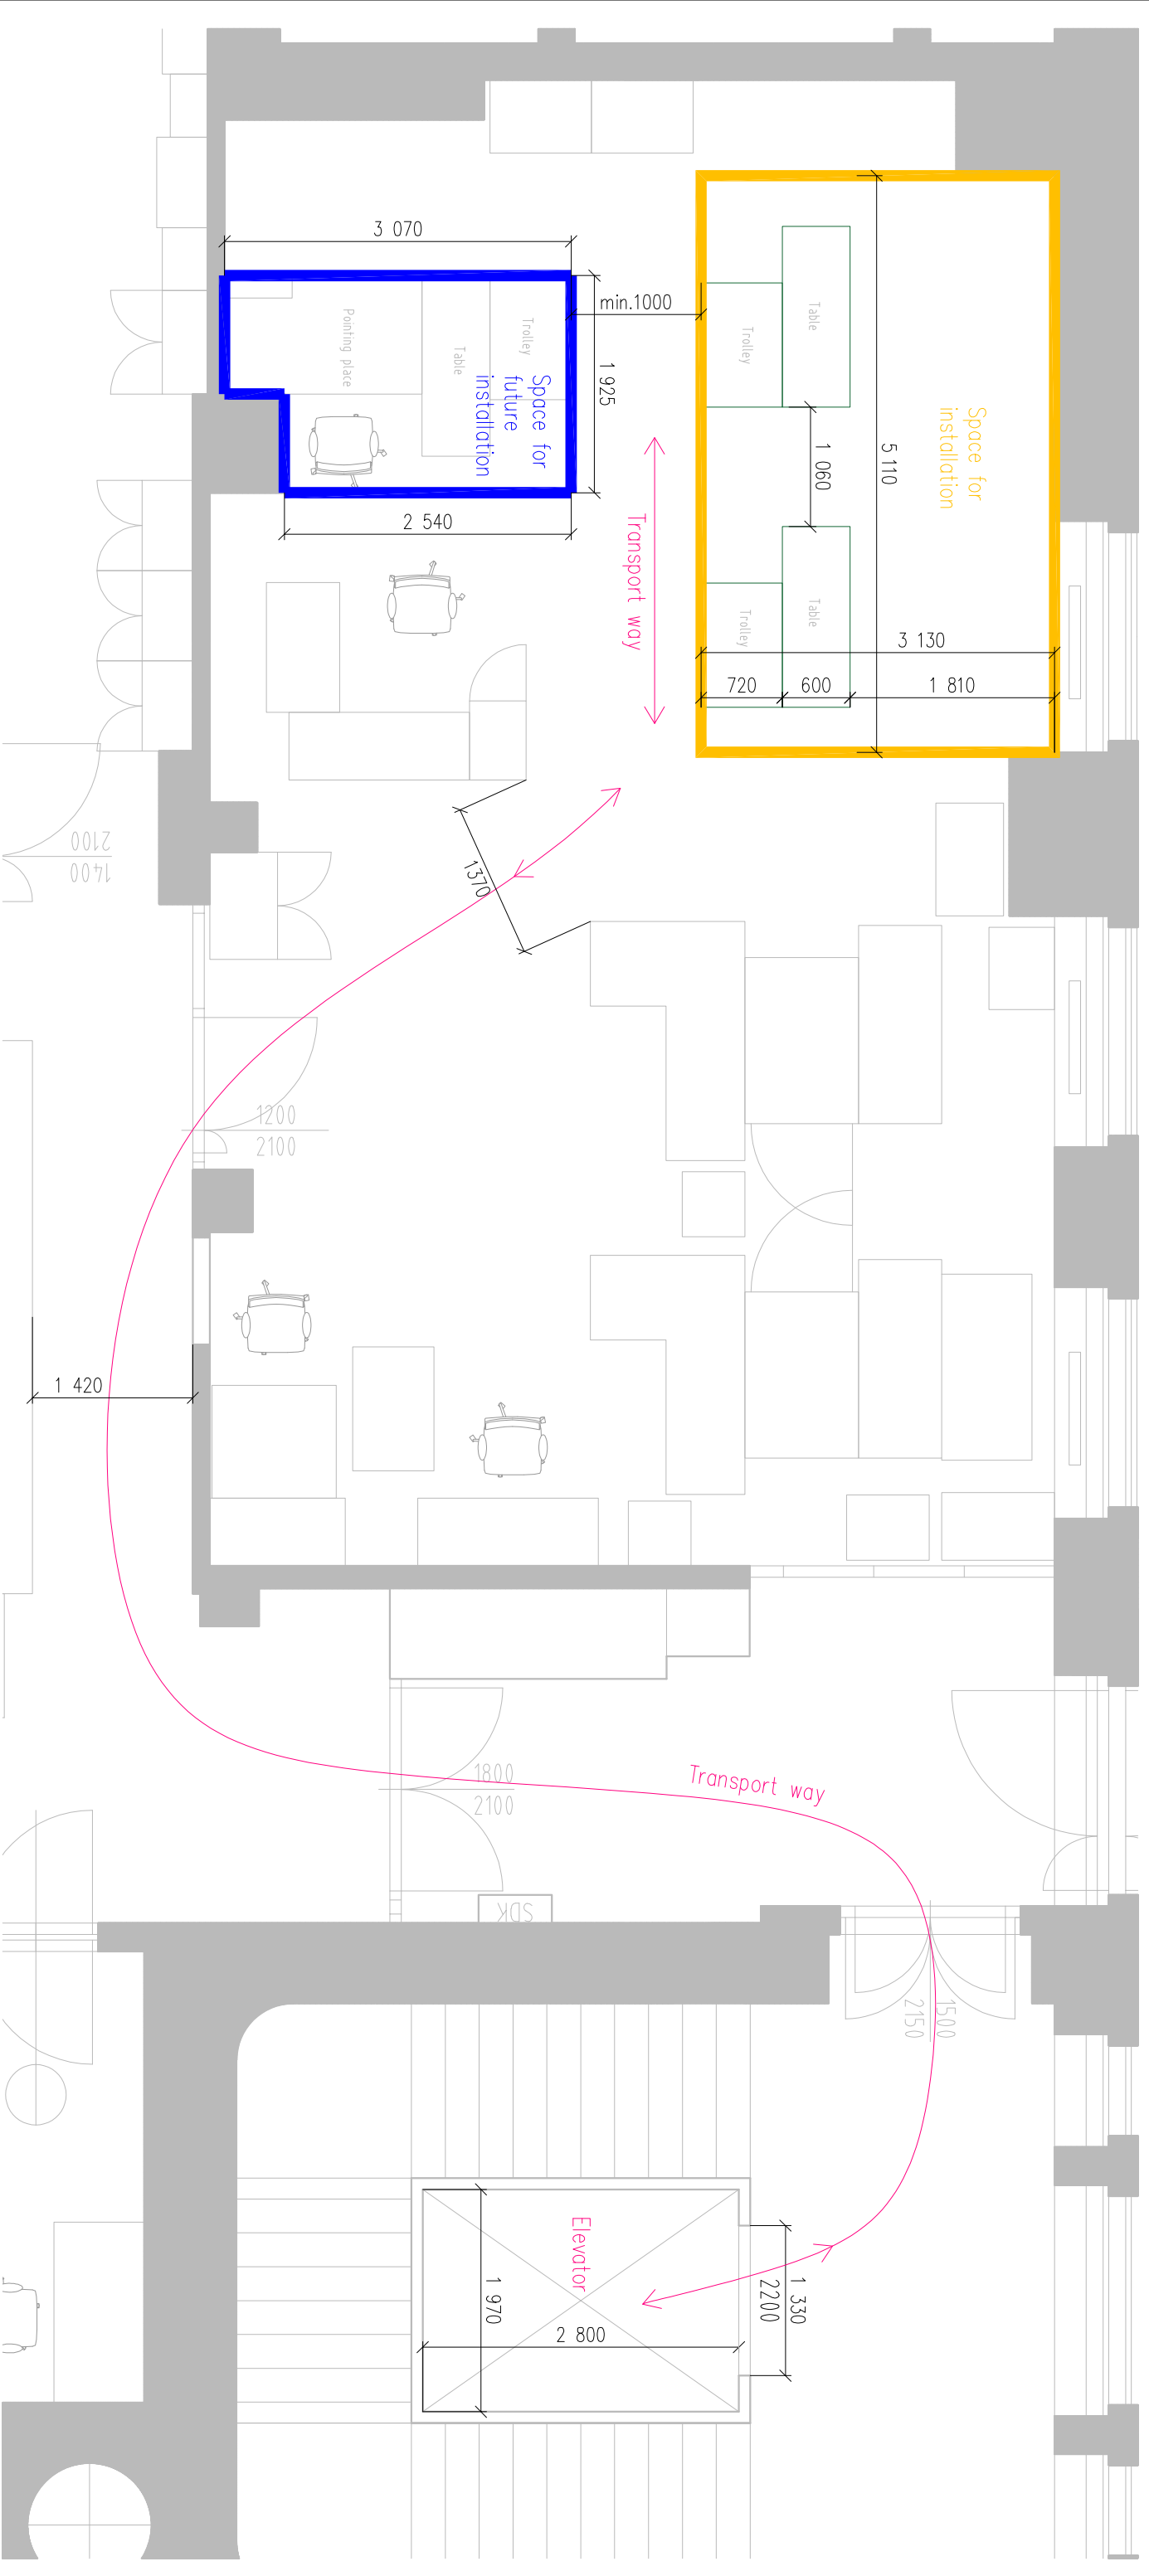 3 070
min.1000
1 925
Pointing place
Table
Trolley
Space for
future
installation
2 540
Trolley
Table
1 060
5 110
Space for
installation
Transport way
Trolley
Table
3 130
720
600
1 810
2100
1400
1370
1200
2100
1 420
1800
2100
Transport way
SDK
1500
2150
Elevator
1 970
2 800
1 330
2200